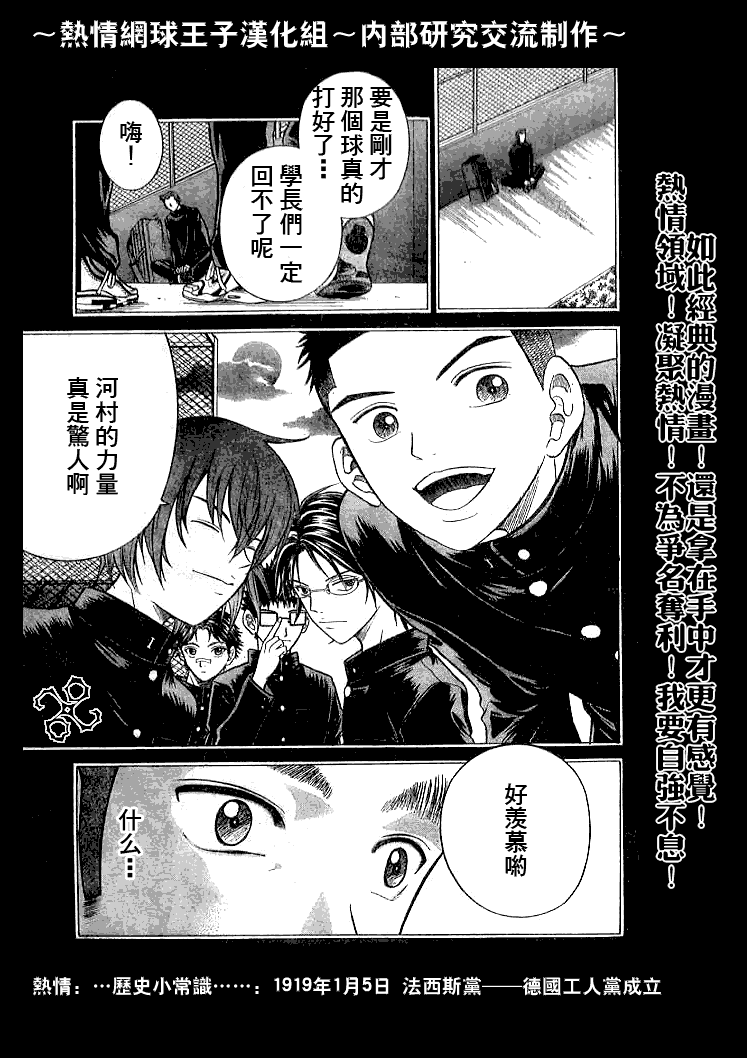 ～熱情網球王子漢化組～内部研究交流制作～
要是剛才
那個球真的
打好了…
學長們一定
回不了呢
嗨！
河村的力量
真是驚人啊
好羨慕喲
什么…
如此經典的漫畫！還是拿在手中才更有感覺！
熱情領域！凝聚熱情！不為爭名奪利！我要自強不息！
熱情：…歷史小常識……：1919年1月5日 法西斯黨——德國工人黨成立